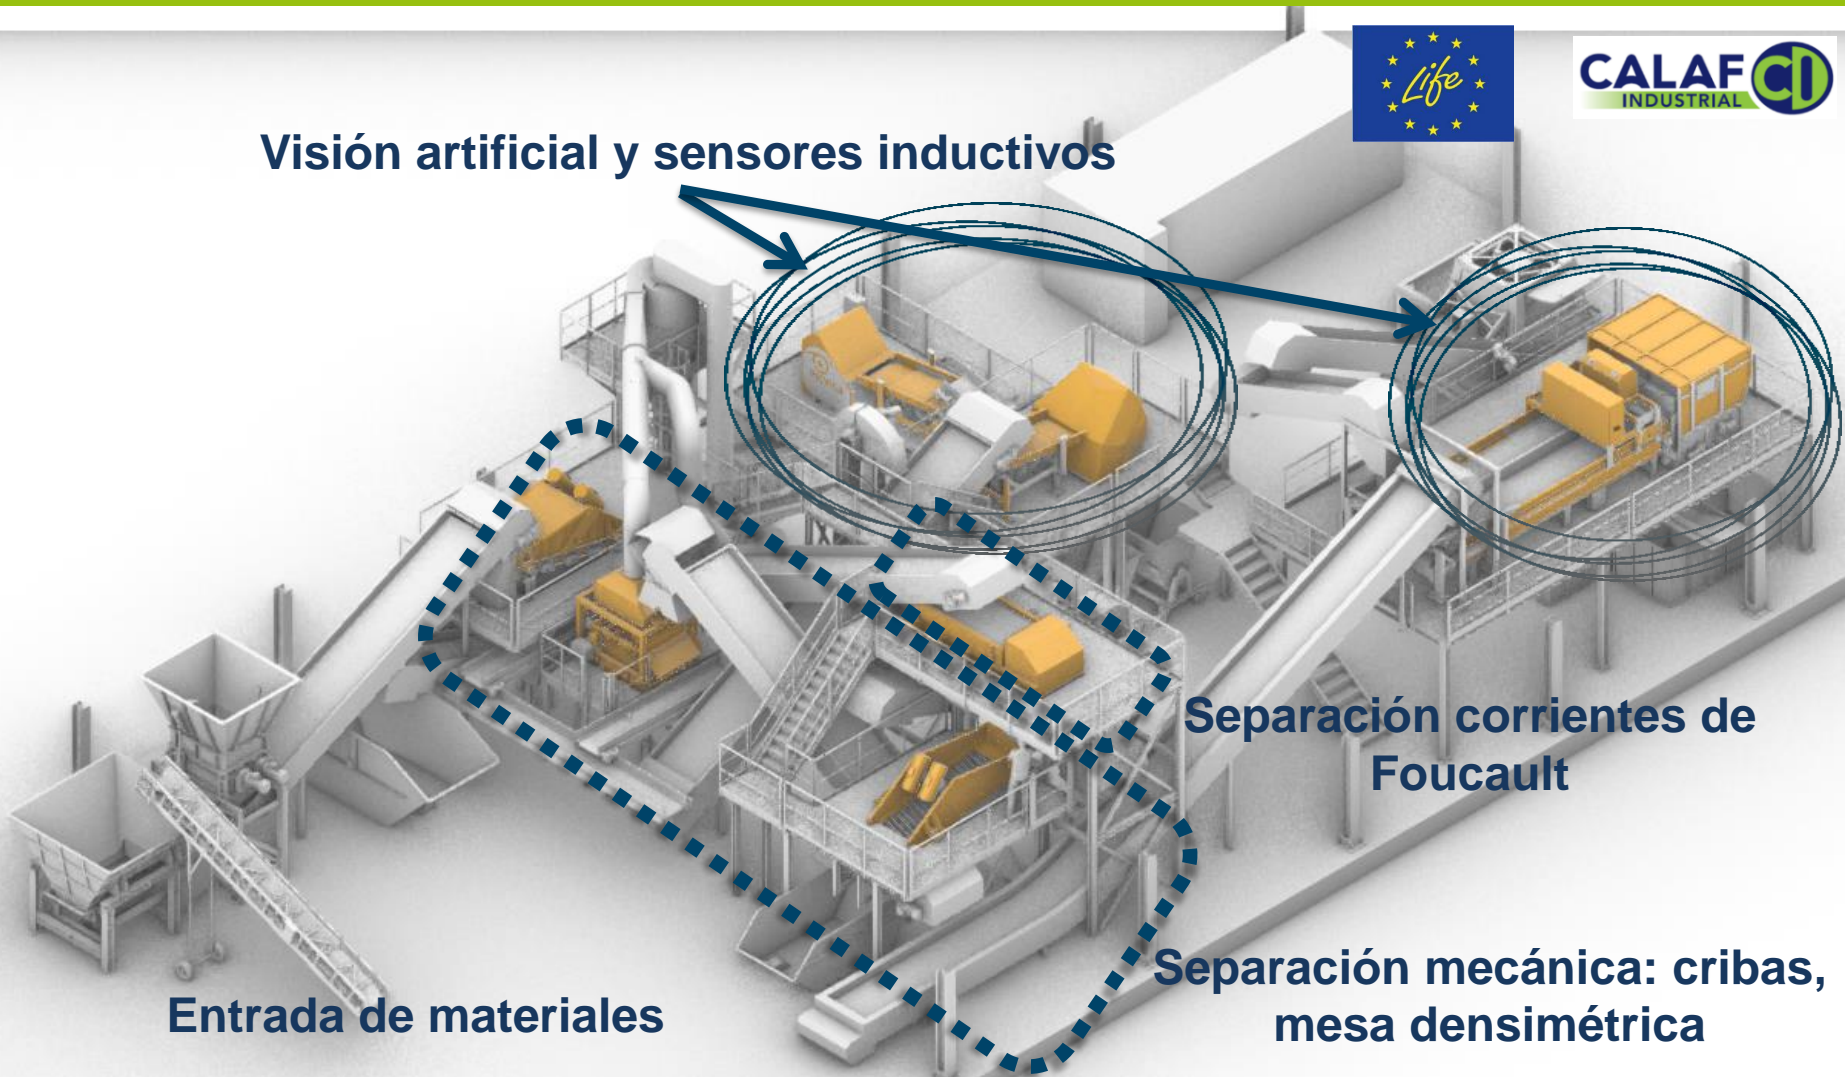 Life
CALAF
INDUSTRIAL
CI
Visión artificial y sensores inductivos
Separación corrientes de
Foucault
Separación mecánica: cribas,
mesa densimétrica
Entrada de materiales